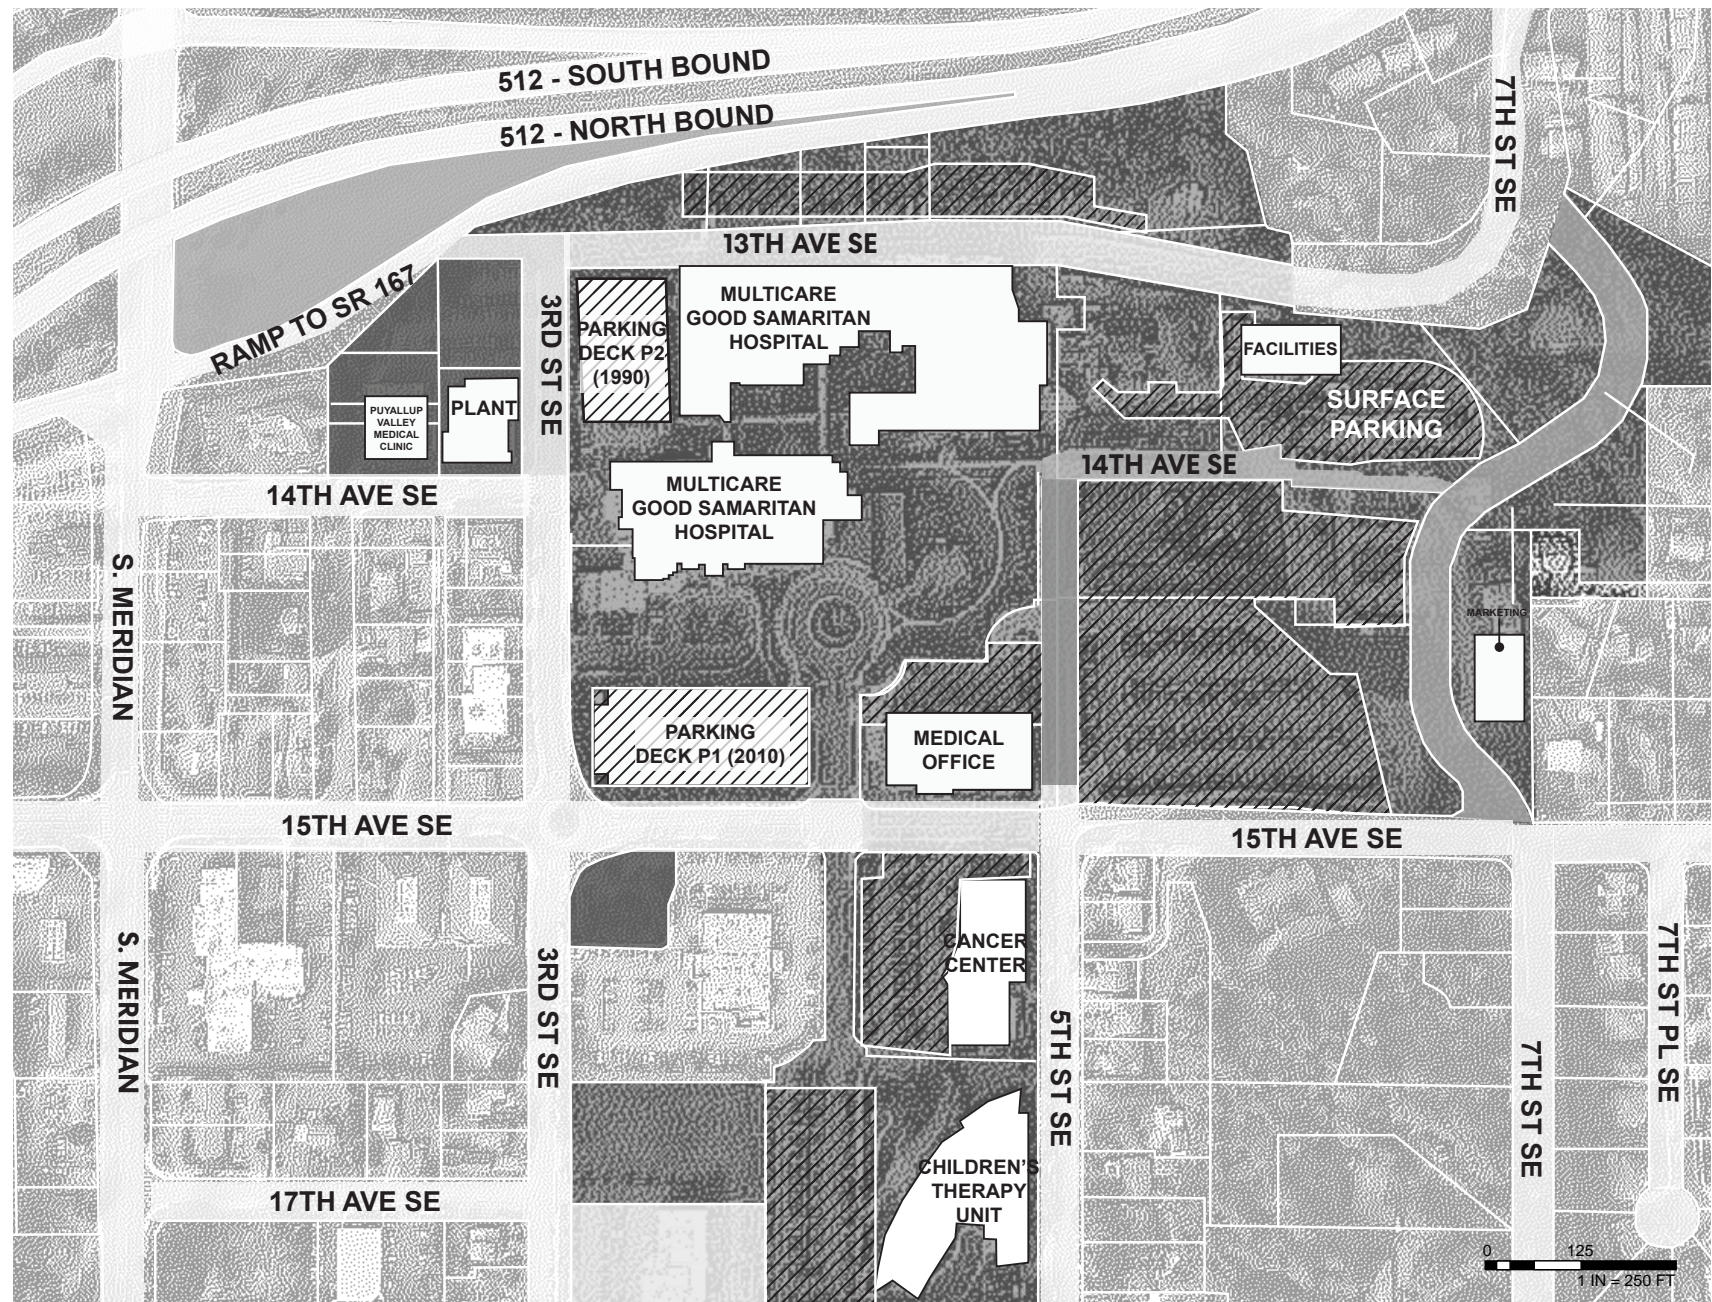 512 - SOUTH BOUND
512 - NORTH BOUND
7TH ST SE
13TH AVE SE
RAMP TO SR 167
3RD ST SE
PARKING
DECK P2
(1990)
MULTICARE
GOOD SAMARITAN
HOSPITAL
FACILITIES
SURFACE
PARKING
PUYALLUP
VALLEY
MEDICAL
CLINIC
PLANT
14TH AVE SE
14TH AVE SE
MULTICARE
GOOD SAMARITAN
HOSPITAL
S. MERIDIAN
MARKETING
PARKING
DECK P1 (2010)
MEDICAL
OFFICE
15TH AVE SE
15TH AVE SE
S. MERIDIAN
3RD ST SE
CANCER
CENTER
5TH ST SE
7TH ST SE
7TH ST PL SE
CHILDREN'S
THERAPY
UNIT
17TH AVE SE
0 125
1 IN = 250 FT